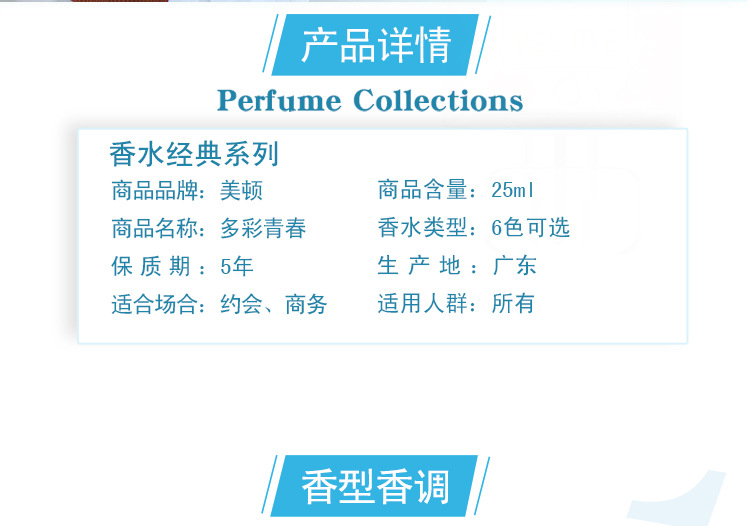 产品详情
Perfume Collections
香水经典系列
商品品牌：美顿 商品含量：25ml
商品名称：多彩青春 香水类型：6色可选
保 质 期 ：5年 生 产 地 ：广东
适合场合：约会、商务 适用人群：所有
香型香调